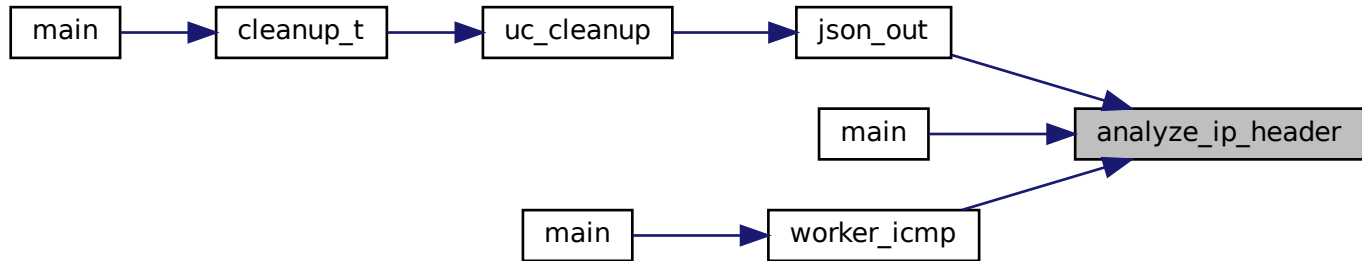 main
cleanup_t
uc_cleanup
json_out
main
analyze_ip_header
main
worker_icmp